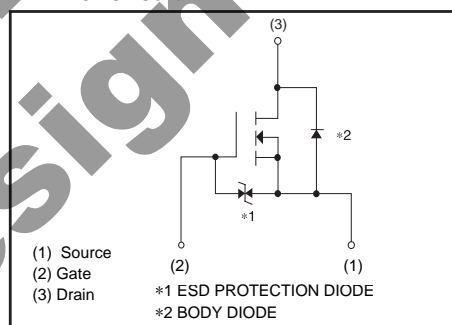 (3)
*2
*1
(1) Source
(2) Gate
(3) Drain
(2)
(1)
*1 ESD PROTECTION DIODE
*2 BODY DIODE